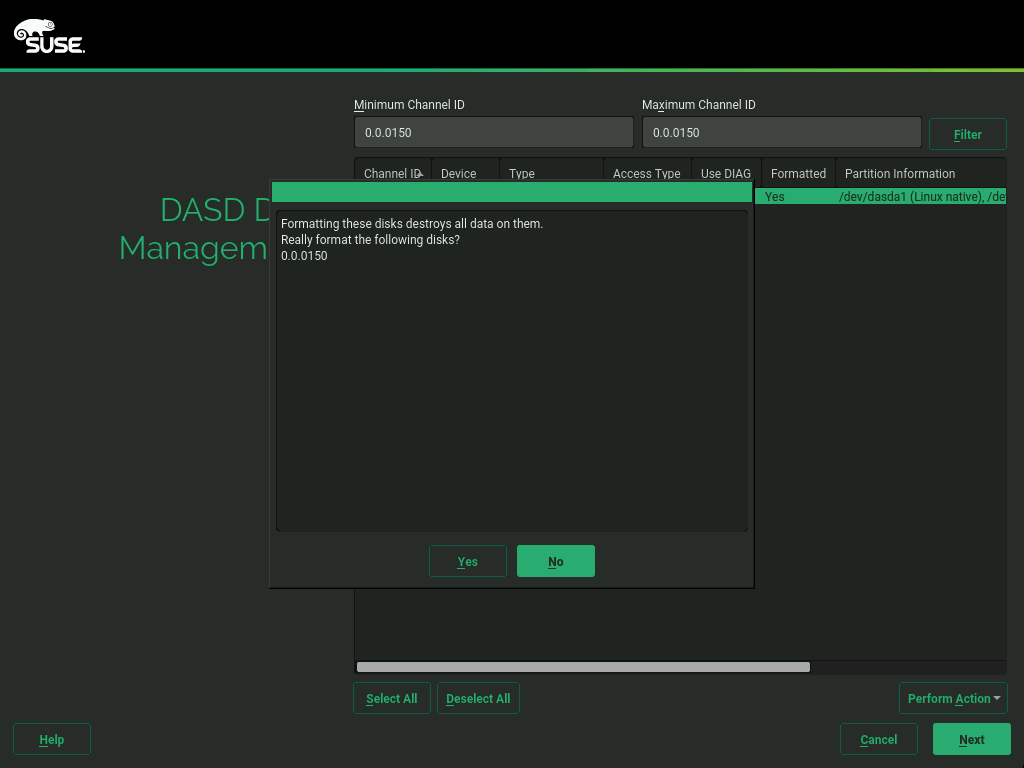 SUSE
Minimum Channel ID
Maximum Channel ID
0.0.0150
0.0.0150
Filter
Channel ID
Device
Type
Access Type
Use DIAG
Formatted
Partition Information
Yes
/dev/dasda1 (Linux native), /de
DASD D
Managem
Formatting these disks destroys all data on them.
Really format the following disks?
0.0.0150
Yes
No
Select All
Deselect All
Perform Action
Help
Cancel
Next